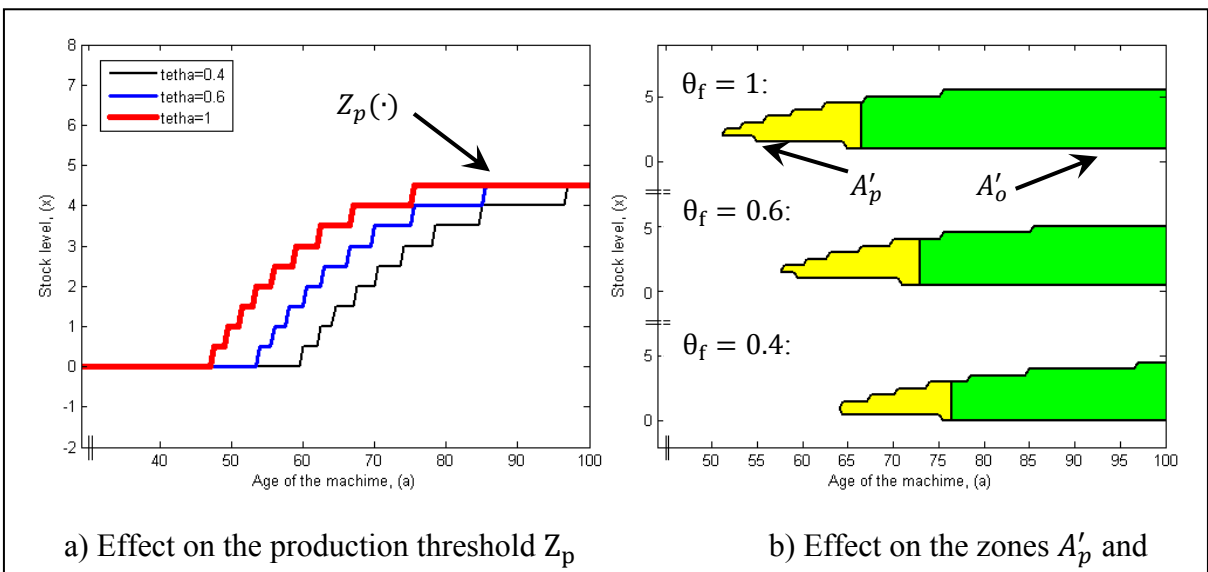 8
7
6
5
4
3
2
1
0
-1
-2
tetha=0.4
tetha=0.6
tetha=1
Z_p(·)
Stock level, (x)
40 50 60 70 80 90 100
Age of the machime, (a)
a) Effect on the production threshold Z_p
θ_f = 1:
5
0
A'_p
A'_o
θ_f = 0.6:
5
0
θ_f = 0.4:
5
0
Stock level, (x)
50 55 60 65 70 75 80 85 90 95 100
Age of the machime, (a)
b) Effect on the zones A'_p and